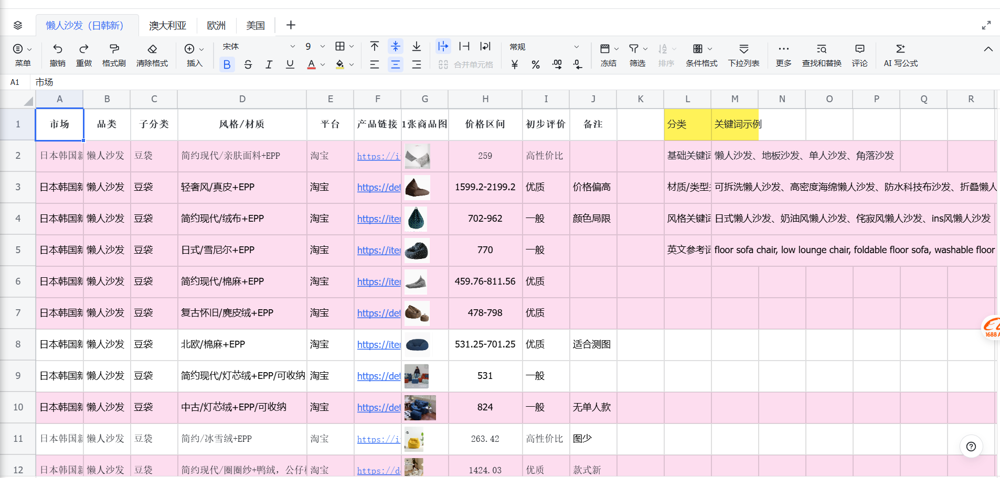 懒人沙发（日韩新） 澳大利亚 欧洲 美国
宋体 9 常规
菜单 撤销 重做 格式刷 清除格式 插入 B S I U A 合并单元格 ¥ % .00 .0 冻结 筛选 排序 条件格式 下拉列表 更多 查找和替换 评论 AI 写公式
A1 市场
A B C D E F G H I J K L M N O P Q R
1 市场 品类 子分类 风格/材质 平台 产品链接 1张商品图 价格区间 初步评价 备注 分类 关键词示例
2 日本韩国新 懒人沙发 豆袋 简约现代/亲肤面料+EPP 淘宝 https://i 259 高性价比 基础关键词 懒人沙发、地板沙发、单人沙发、角落沙发
3 日本韩国新 懒人沙发 豆袋 轻奢风/真皮+EPP 淘宝 https://det 1599.2-2199.2 优质 价格偏高 材质/类型 可拆洗懒人沙发、高密度海绵懒人沙发、防水科技布沙发、折叠懒人
4 日本韩国新 懒人沙发 豆袋 简约现代/绒布+EPP 淘宝 https://iter 702-962 一般 颜色局限 风格关键词 日式懒人沙发、奶油风懒人沙发、侘寂风懒人沙发、ins风懒人沙发
5 日本韩国新 懒人沙发 豆袋 日式/雪尼尔+EPP 淘宝 https://iter 770 一般 英文参考词 floor sofa chair, low lounge chair, foldable floor sofa, washable floor
6 日本韩国新 懒人沙发 豆袋 简约现代/棉麻+EPP 淘宝 https://iter 459.76-811.56 优质
7 日本韩国新 懒人沙发 豆袋 复古怀旧/麂皮绒+EPP 淘宝 https://det 478-798 优质
8 日本韩国新 懒人沙发 豆袋 北欧/棉麻+EPP 淘宝 https://iter 531.25-701.25 优质 适合测图
9 日本韩国新 懒人沙发 豆袋 简约现代/灯芯绒+EPP/可收纳 淘宝 https://det 531 一般
10 日本韩国新 懒人沙发 豆袋 中古/灯芯绒+EPP/可收纳 淘宝 https://det 824 一般 无单人款
11 日本韩国新 懒人沙发 豆袋 简约/冰雪绒+EPP 淘宝 https://i 263.42 高性价比 图少
12 日本韩国新 懒人沙发 豆袋 简约现代/圈圈纱+鸭绒，公仔 淘宝 https://d 1424.03 优质 款式新
1688 A